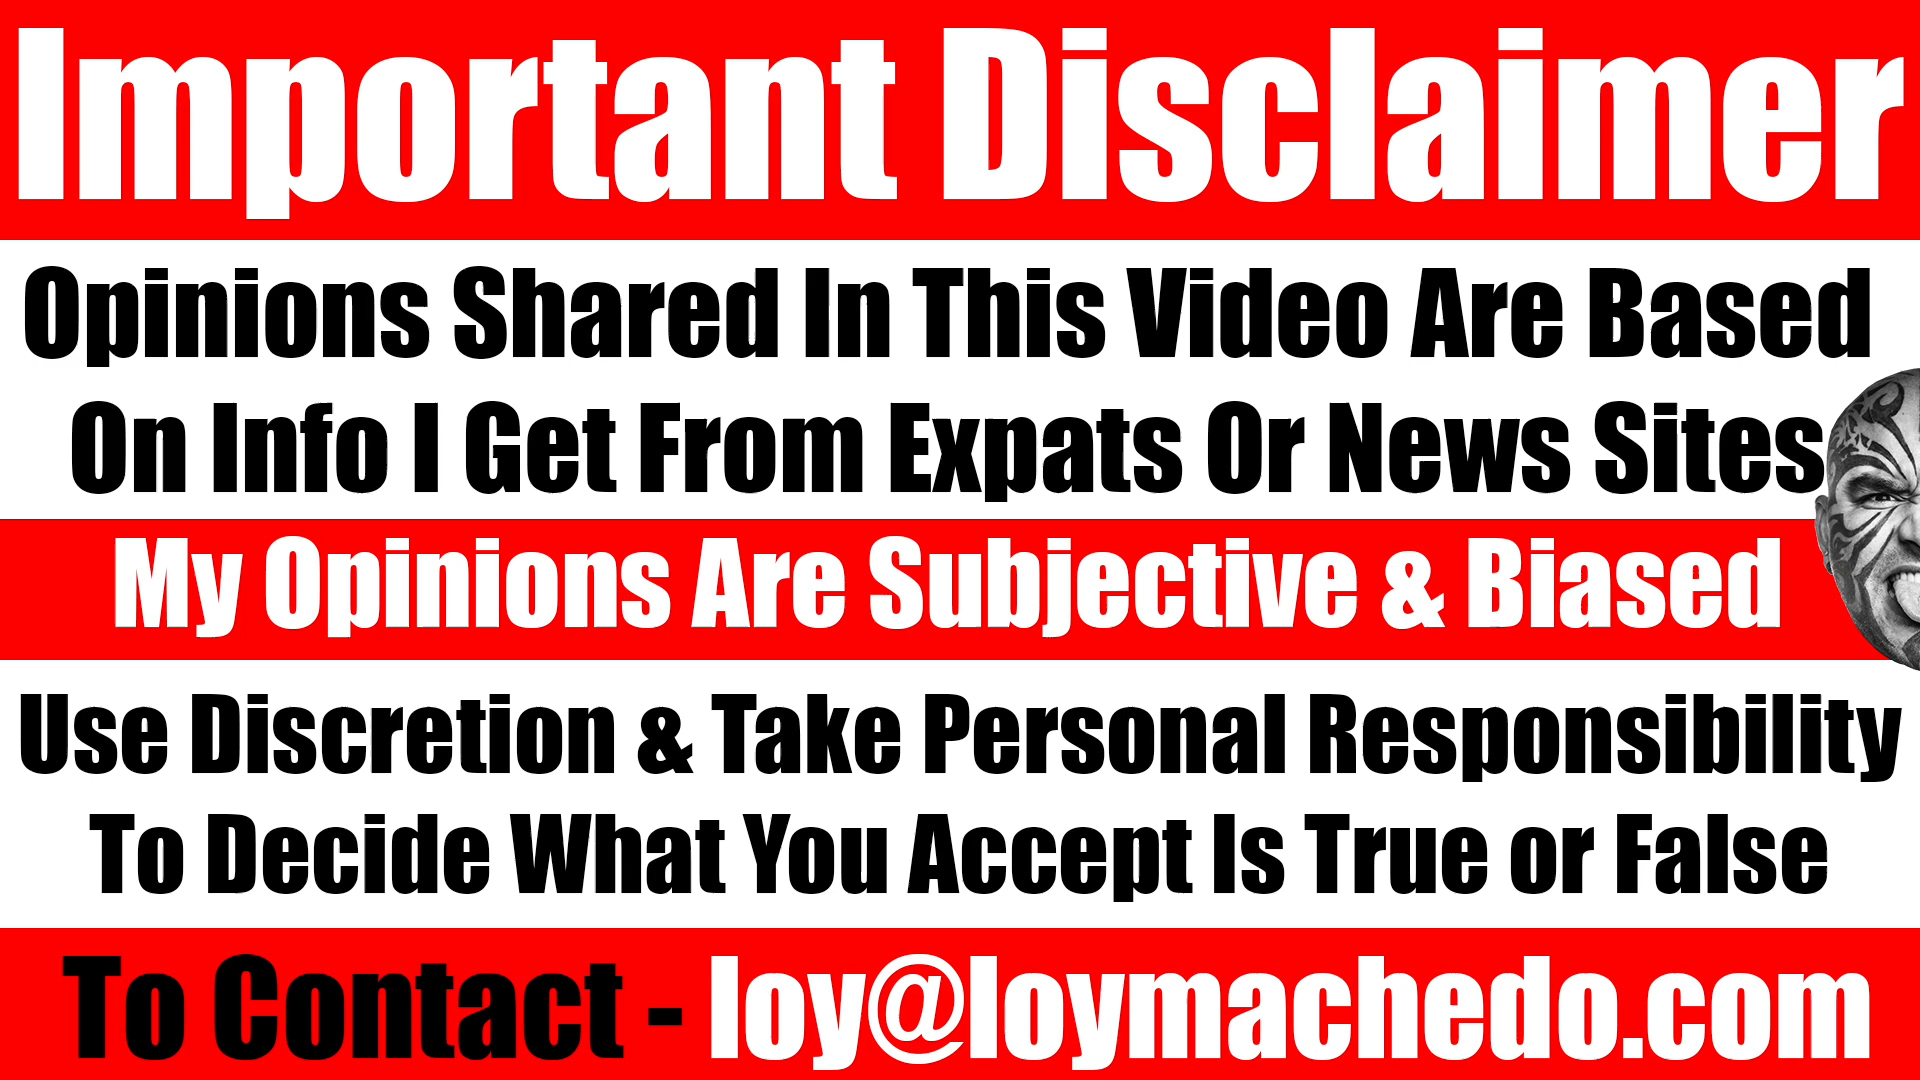 Important Disclaimer
Opinions Shared In This Video Are Based
On Info I Get From Expats Or News Sites
My Opinions Are Subjective & Biased
Use Discretion & Take Personal Responsibility
To Decide What You Accept Is True or False
To Contact - loy@loymachedo.com